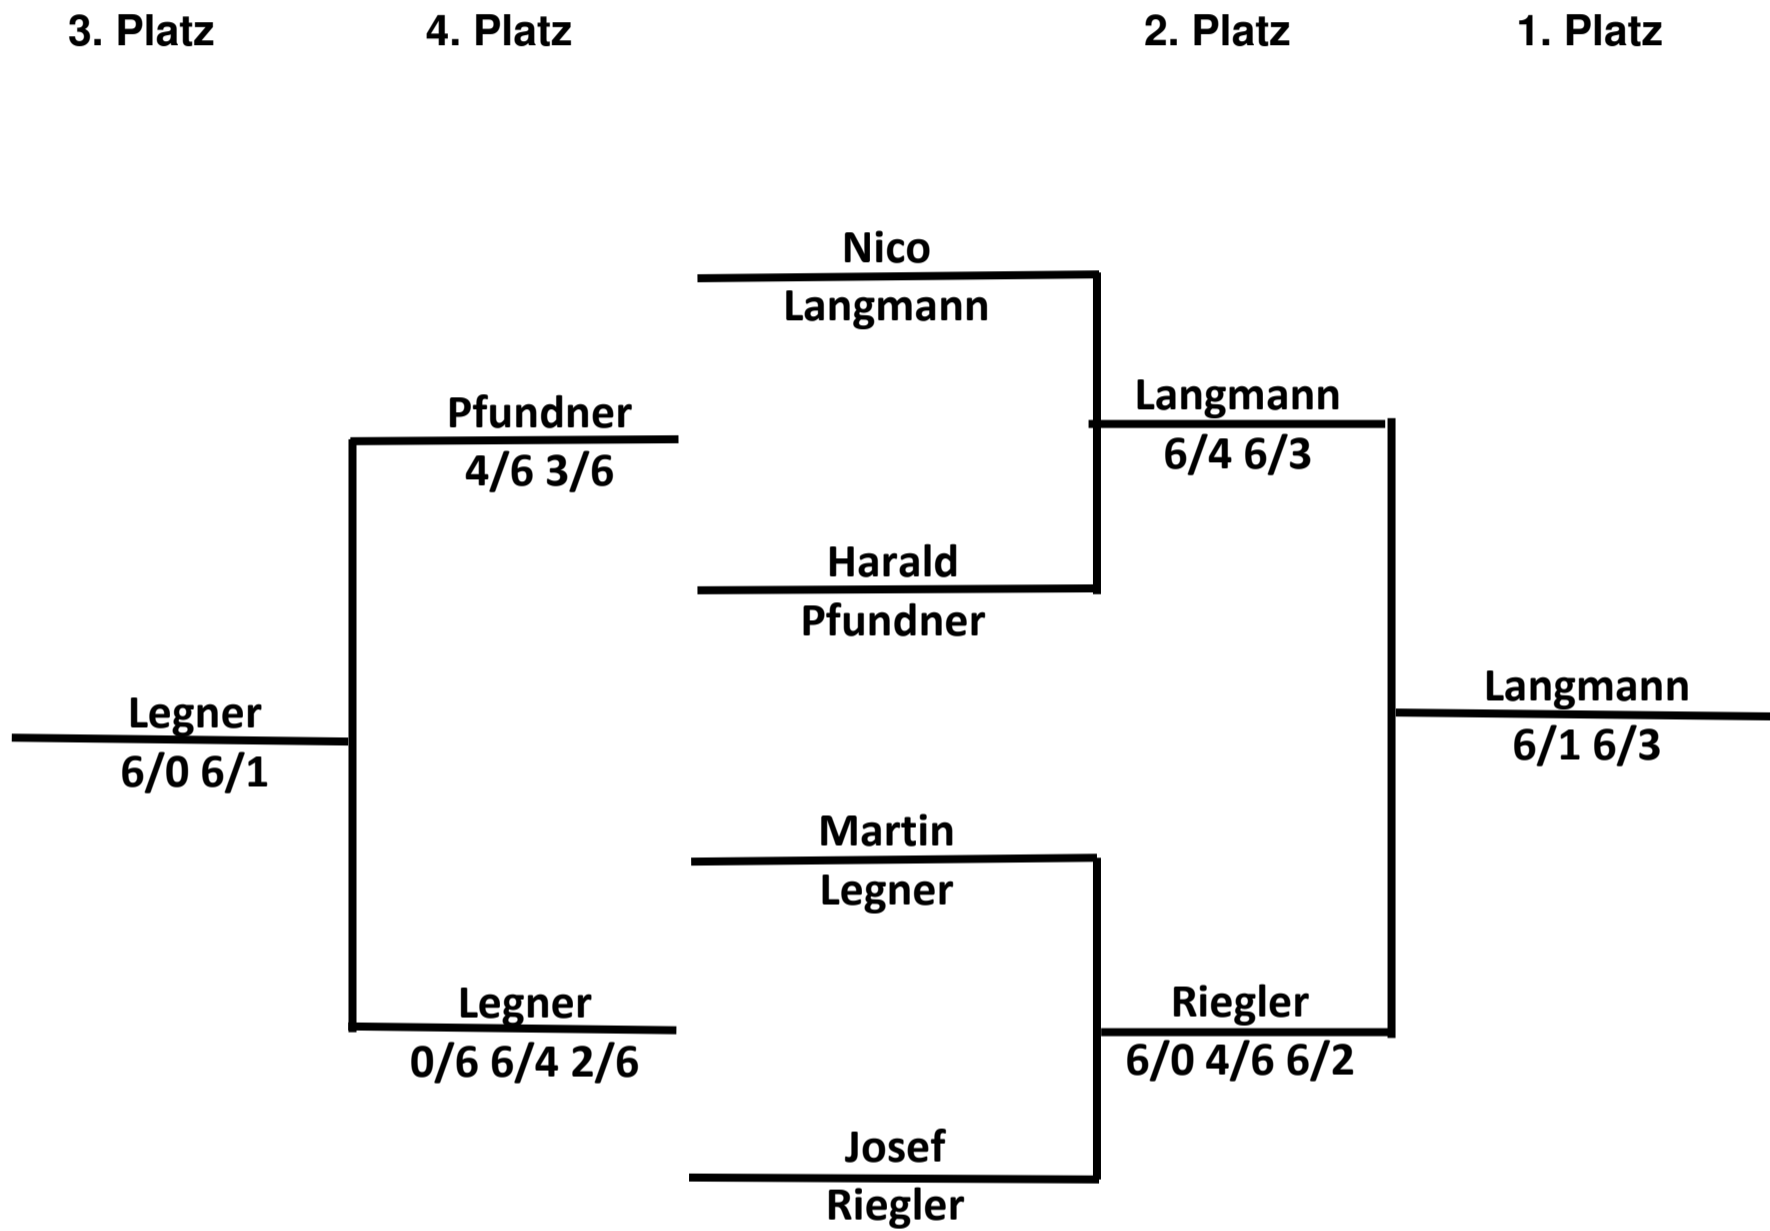 3. Platz 4. Platz 2. Platz 1. Platz
Nico
Langmann
Langmann
6/4 6/3
Pfundner
4/6 3/6
Harald
Pfundner
Langmann
6/1 6/3
Legner
6/0 6/1
Martin
Legner
Legner
0/6 6/4 2/6
Riegler
6/0 4/6 6/2
Josef
Riegler